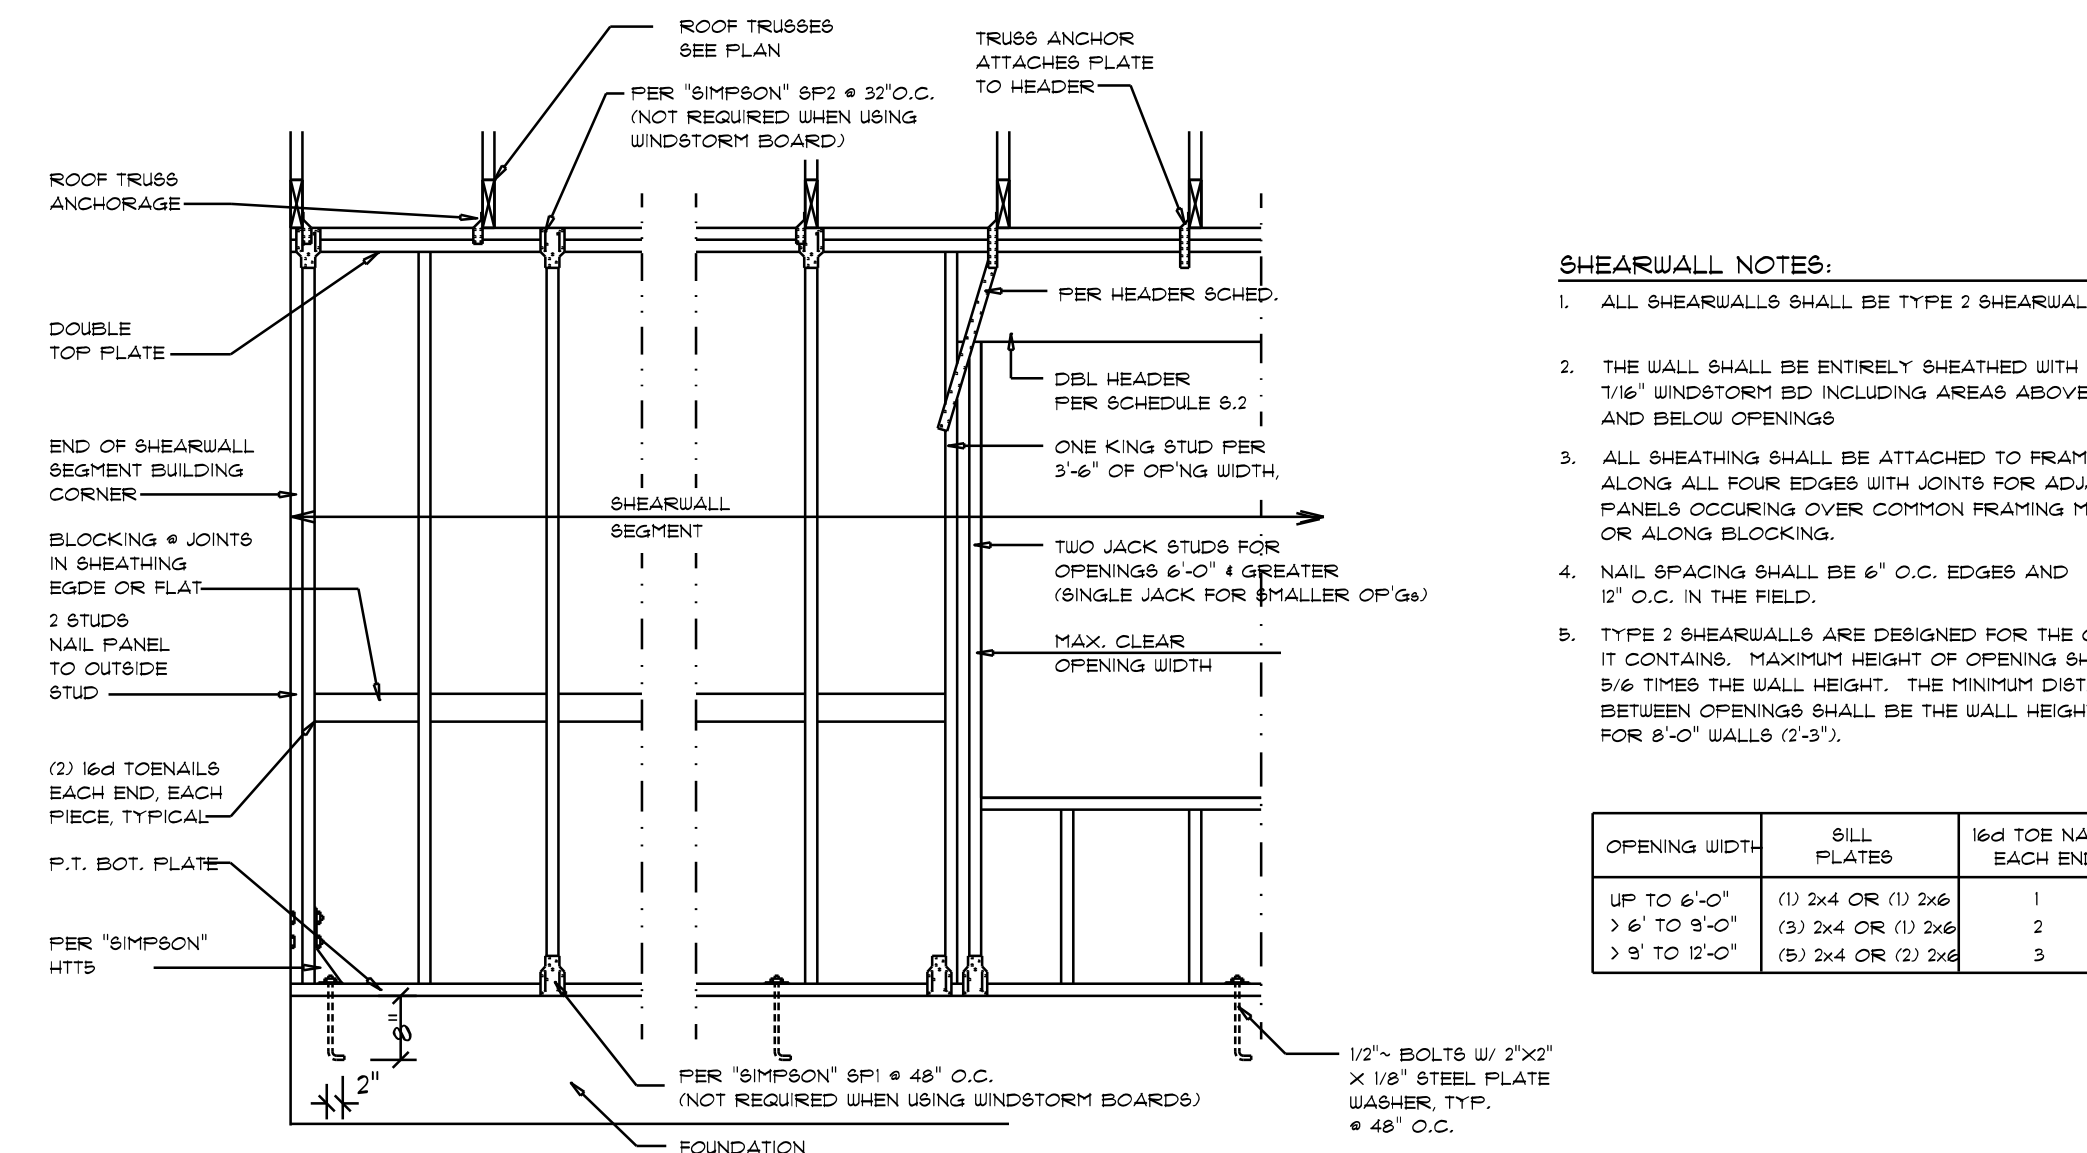 ROOF TRUSSES
SEE PLAN
TRUSS ANCHOR
ATTACHES PLATE
TO HEADER
PER "SIMPSON" SP2 @ 32"O.C.
(NOT REQUIRED WHEN USING
WINDSTORM BOARD)
ROOF TRUSS
ANCHORAGE
DOUBLE
TOP PLATE
PER HEADER SCHED.
DBL HEADER
PER SCHEDULE S.2
END OF SHEARWALL
SEGMENT BUILDING
CORNER
ONE KING STUD PER
3'-6" OF OP'NG WIDTH,
SHEARWALL
SEGMENT
BLOCKING @ JOINTS
IN SHEATHING
EGDE OR FLAT
TWO JACK STUDS FOR
OPENINGS 6'-0" & GREATER
(SINGLE JACK FOR SMALLER OP'Gs)
2 STUDS
NAIL PANEL
TO OUTSIDE
STUD
MAX. CLEAR
OPENING WIDTH
(2) 16d TOENAILS
EACH END, EACH
PIECE, TYPICAL
P.T. BOT. PLATE
PER "SIMPSON"
HTT5
8"
2"
PER "SIMPSON" SP1 @ 48" O.C.
(NOT REQUIRED WHEN USING WINDSTORM BOARDS)
FOUNDATION
1/2"~ BOLTS W/ 2"X2"
X 1/8" STEEL PLATE
WASHER, TYP.
@ 48" O.C.
SHEARWALL NOTES:
1. ALL SHEARWALLS SHALL BE TYPE 2 SHEARWAL
2. THE WALL SHALL BE ENTIRELY SHEATHED WITH
7/16" WINDSTORM BD INCLUDING AREAS ABOVE
AND BELOW OPENINGS
3. ALL SHEATHING SHALL BE ATTACHED TO FRAM
ALONG ALL FOUR EDGES WITH JOINTS FOR ADJ
PANELS OCCURING OVER COMMON FRAMING M
OR ALONG BLOCKING.
4. NAIL SPACING SHALL BE 6" O.C. EDGES AND
12" O.C. IN THE FIELD.
5. TYPE 2 SHEARWALLS ARE DESIGNED FOR THE
IT CONTAINS. MAXIMUM HEIGHT OF OPENING SH
5/6 TIMES THE WALL HEIGHT. THE MINIMUM DIST
BETWEEN OPENINGS SHALL BE THE WALL HEIGH
FOR 8'-0" WALLS (2'-3").
OPENING WIDTH
SILL
PLATES
16d TOE NA
EACH END
UP TO 6'-0" (1) 2x4 OR (1) 2x6 1
> 6' TO 9'-0" (3) 2x4 OR (1) 2x6 2
> 9' TO 12'-0" (5) 2x4 OR (2) 2x6 3